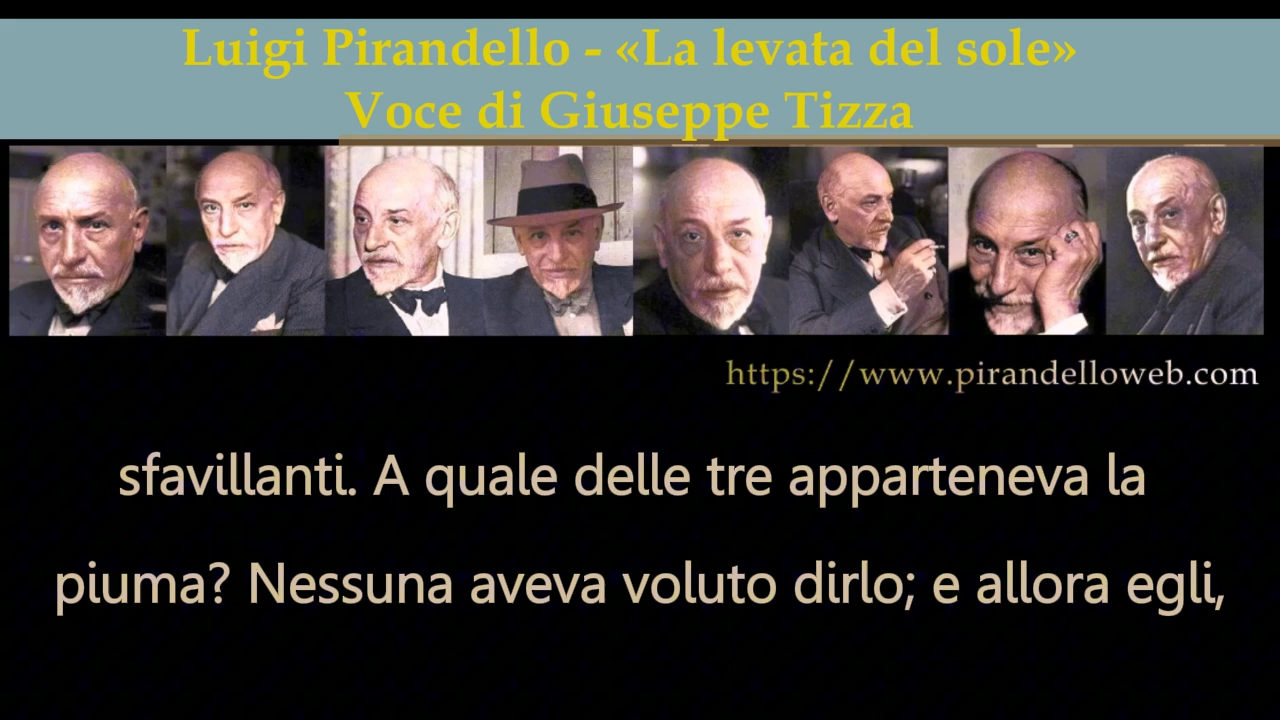 Luigi Pirandello - «La levata del sole»
Voce di Giuseppe Tizza
https://www.pirandelloweb.com
sfavillanti. A quale delle tre apparteneva la
piuma? Nessuna aveva voluto dirlo; e allora egli,